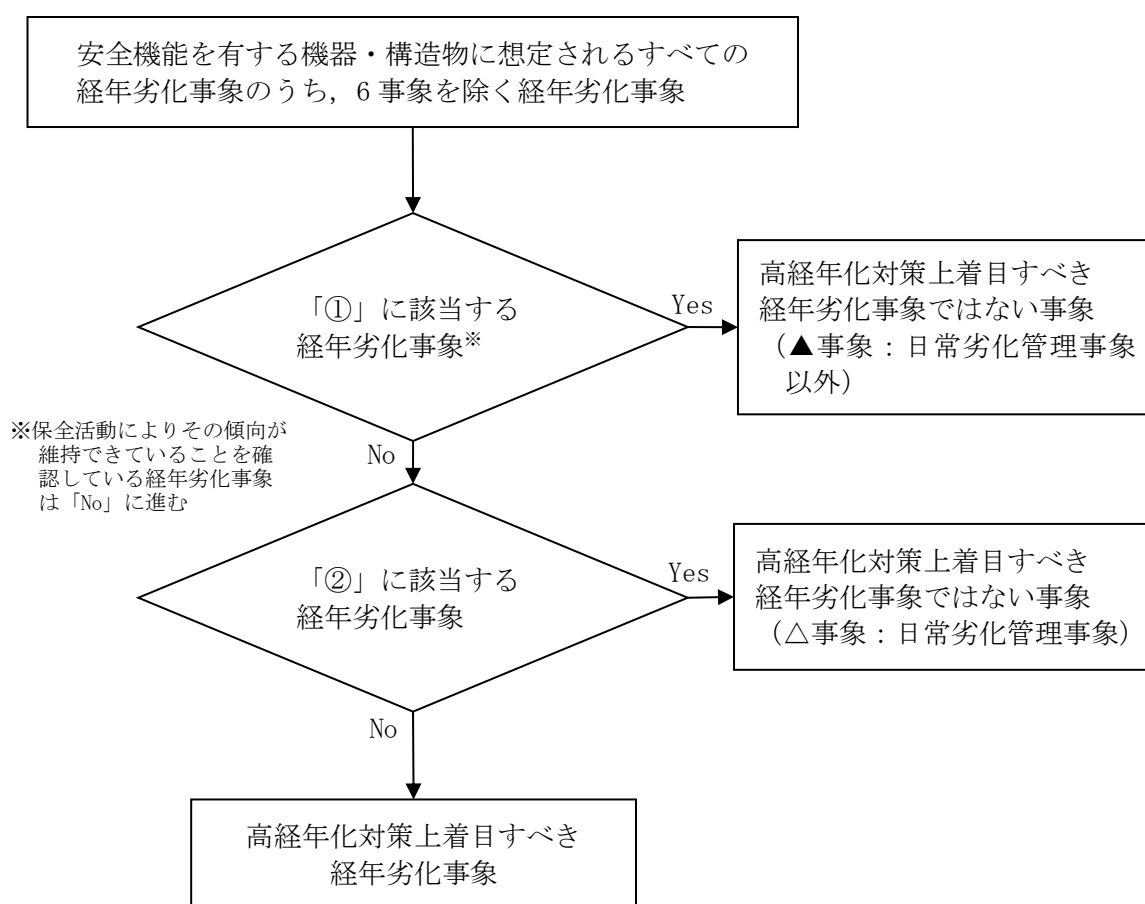 安全機能を有する機器・構造物に想定されるすべての
経年劣化事象のうち，6 事象を除く経年劣化事象
「①」に該当する
経年劣化事象※
Yes
高経年化対策上着目すべき
経年劣化事象ではない事象
（▲事象：日常劣化管理事象
以外）
※保全活動によりその傾向が
維持できていることを確
認している経年劣化事象
は「No」に進む
No
「②」に該当する
経年劣化事象
Yes
高経年化対策上着目すべき
経年劣化事象ではない事象
（△事象：日常劣化管理事象）
No
高経年化対策上着目すべき
経年劣化事象